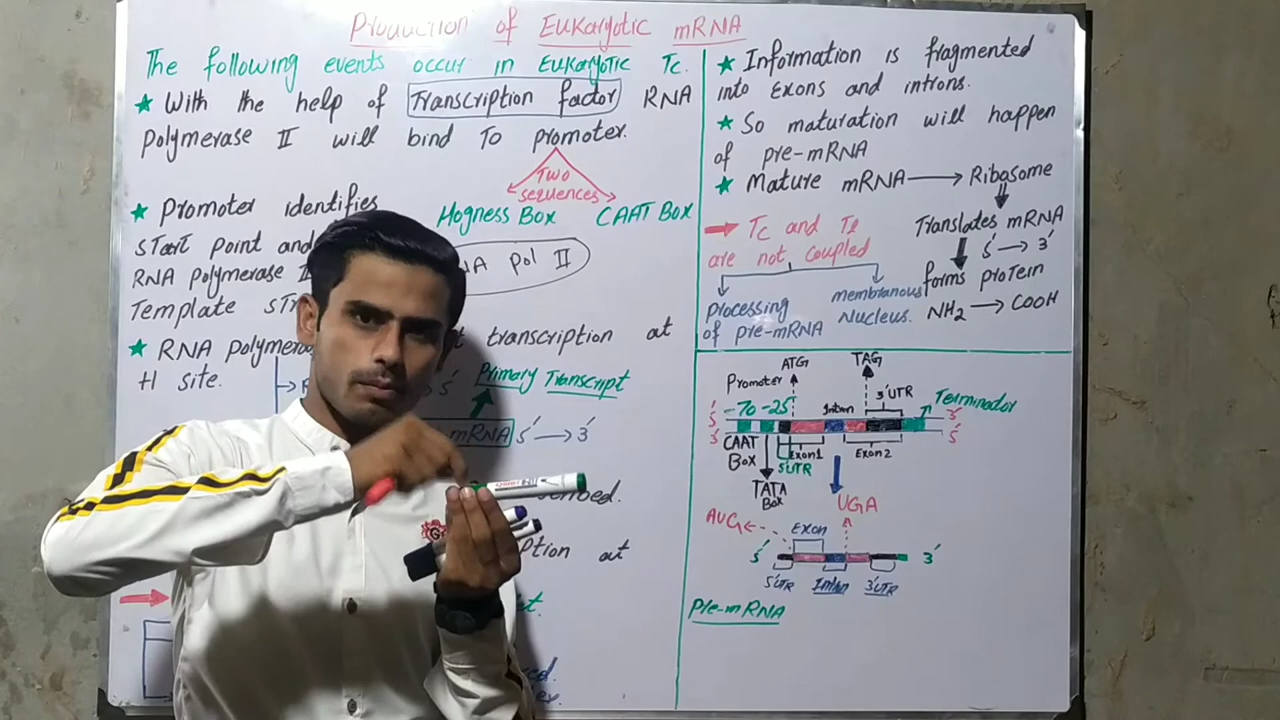 Production of Eukaryotic mRNA
The following events occur in Eukaryotic Tc.
★ With the help of Transcription factor RNA
Polymerase II will bind To promoter.
Two
sequences
Hogness Box CAAT Box
★ Promoter identifies
START Point and
RNA Polymerase
Template
Pol II
★ RNA
transcription at
H site.
5'
Primary Transcript
mRNA 5' → 3'
at
★ Information is fragmented
into Exons and introns.
★ So maturation will happen
of pre-mRNA
★ Mature mRNA → Ribosome
Translates mRNA
5' → 3'
forms protein
NH2 → COOH
Tc and Tl
are not coupled
Processing
of pre-mRNA
membranous
Nucleus.
ATG
TAG
Promoter
3'UTR
-70 -25
Intron
Terminator
5' 3'
3' 5'
CAAT
Box
5'UTR
Exon1
Exon 2
TATA
Box
AUG
UGA
Exon
5' 3'
5'UTR
Intron
3'UTR
Pre-mRNA